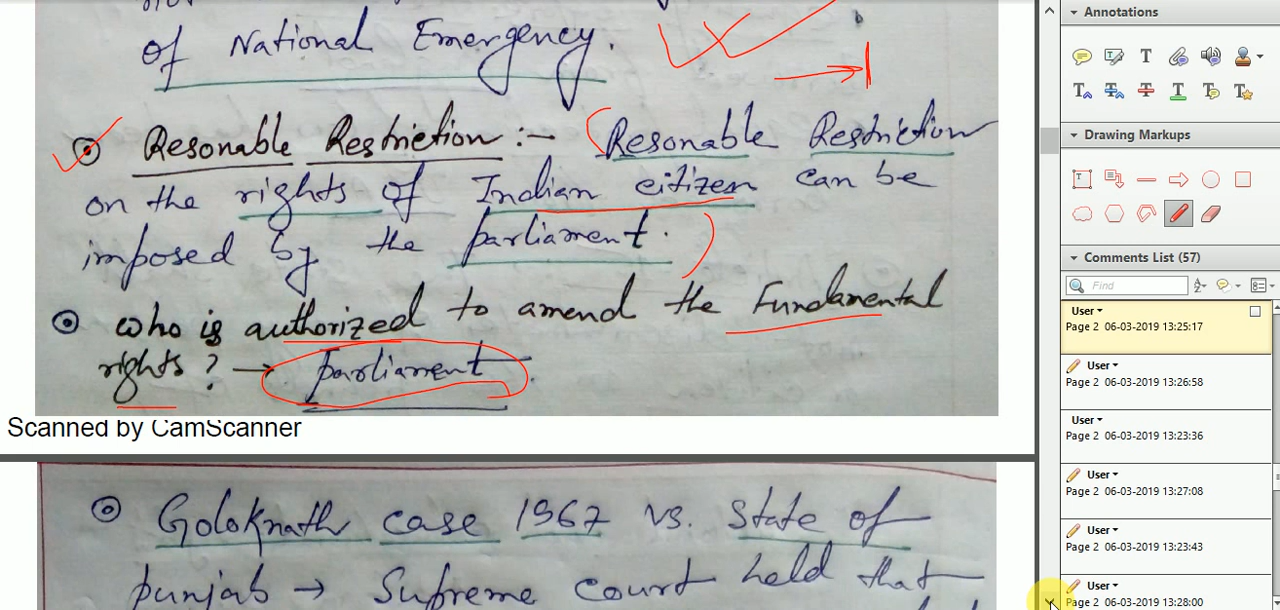 of National Emergency.
Resonable Restriction :- Resonable Restriction
on the rights of Indian citizen can be
imposed by the parliament.
who is authorized to amend the Fundamental
rights? → parliament.
Scanned by CamScanner
Goloknath case 1967 vs. State of
punjab → Supreme court held that
Annotations
Drawing Markups
Comments List (57)
Find
User
Page 2 06-03-2019 13:25:17
User
Page 2 06-03-2019 13:26:58
User
Page 2 06-03-2019 13:23:36
User
Page 2 06-03-2019 13:27:08
User
Page 2 06-03-2019 13:23:43
User
Page 2 06-03-2019 13:28:00